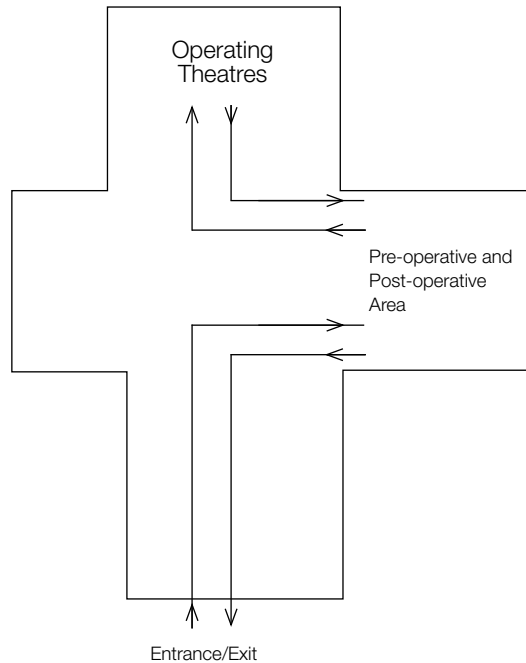 Operating
Theatres
Pre-operative and
Post-operative
Area
Entrance/Exit